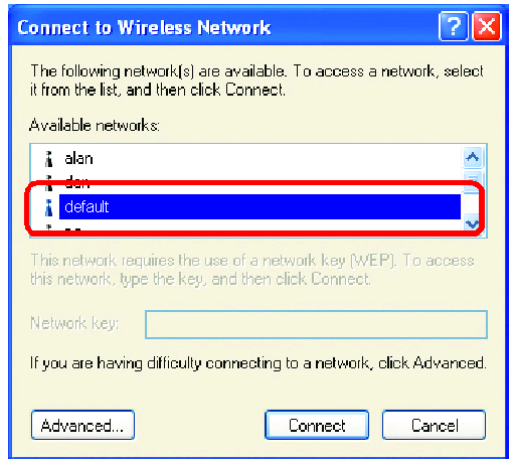 Connect to Wireless Network
The following network(s) are available. To access a network, select
it from the list, and then click Connect.
Available networks:
alan
default
This network requires the use of a network key (WEP). To access
this network, type the key, and then click Connect.
Network key:
If you are having difficulty connecting to a network, click Advanced.
Advanced...
Connect
Cancel